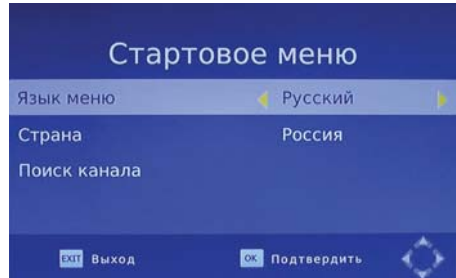 Стартовое меню
Язык меню Русский
Страна Россия
Поиск канала
EXIT Выход OK Подтвердить